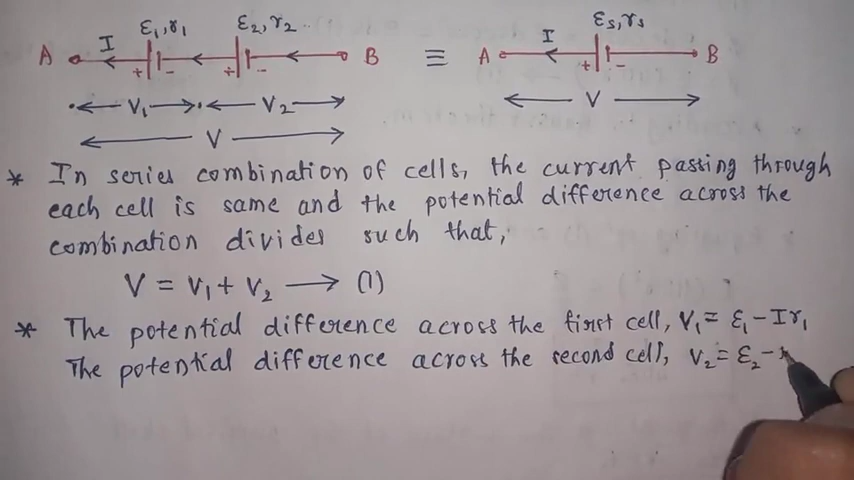 ε₁, r₁ ε₂, r₂ εs, rs
A I + - + - B ≡ A I + - B
V₁ V₂ V
V
* In series combination of cells, the current passing through
each cell is same and the potential difference across the
combination divides such that,
V = V₁ + V₂ → (1)
* The potential difference across the first cell, V₁ = ε₁ - Ir₁
The potential difference across the second cell, V₂ = ε₂ -